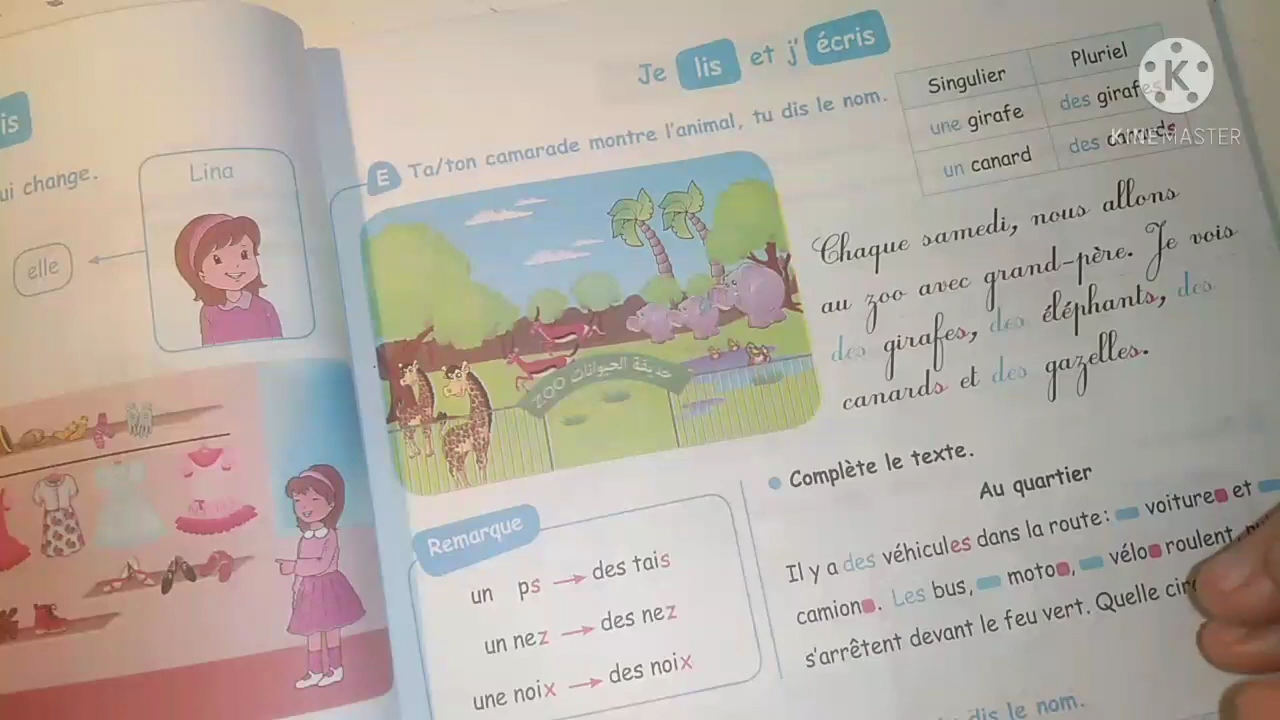 is
ui change.
Lina
elle
Je lis et j' écris
E Ta/ton camarade montre l'animal, tu dis le nom.
Singulier Pluriel
une girafe des girafes
un canard des canards
ZOO حديقة الحيوانات
Chaque samedi, nous allons
au zoo avec grand-père. Je vois
des girafes, des éléphants, des
canards et des gazelles.
Remarque
un ps → des tais
un nez → des nez
une noix → des noix
Complète le texte.
Au quartier
Il y a des véhicules dans la route: voiture et
camion . Les bus, moto , vélo roulent,
s'arrêtent devant le feu vert. Quelle circ
dis le nom.
KINEMASTER
K